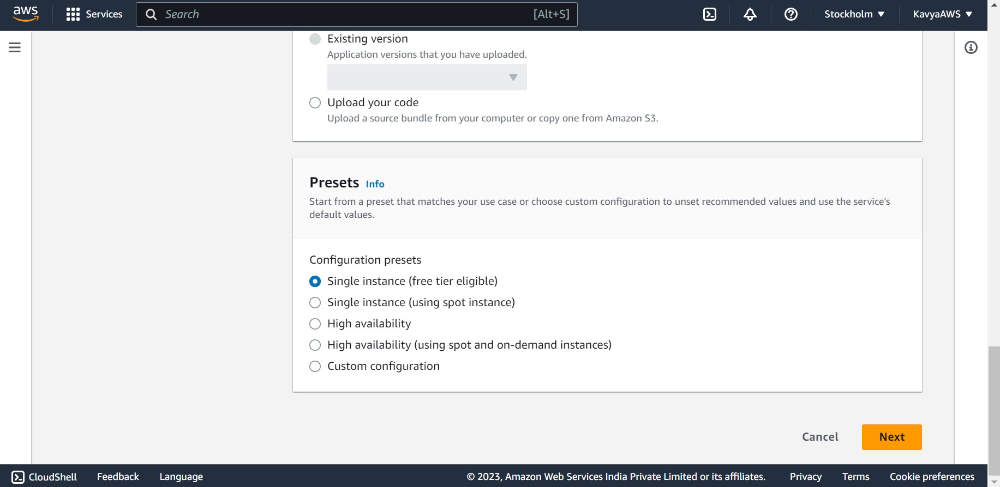 aws
Services
Search
[Alt+S]
Stockholm
KavyaAWS
Existing version
Application versions that you have uploaded.
Upload your code
Upload a source bundle from your computer or copy one from Amazon S3.
Presets Info
Start from a preset that matches your use case or choose custom configuration to unset recommended values and use the service's
default values.
Configuration presets
Single instance (free tier eligible)
Single instance (using spot instance)
High availability
High availability (using spot and on-demand instances)
Custom configuration
Cancel
Next
CloudShell
Feedback
Language
© 2023, Amazon Web Services India Private Limited or its affiliates.
Privacy
Terms
Cookie preferences